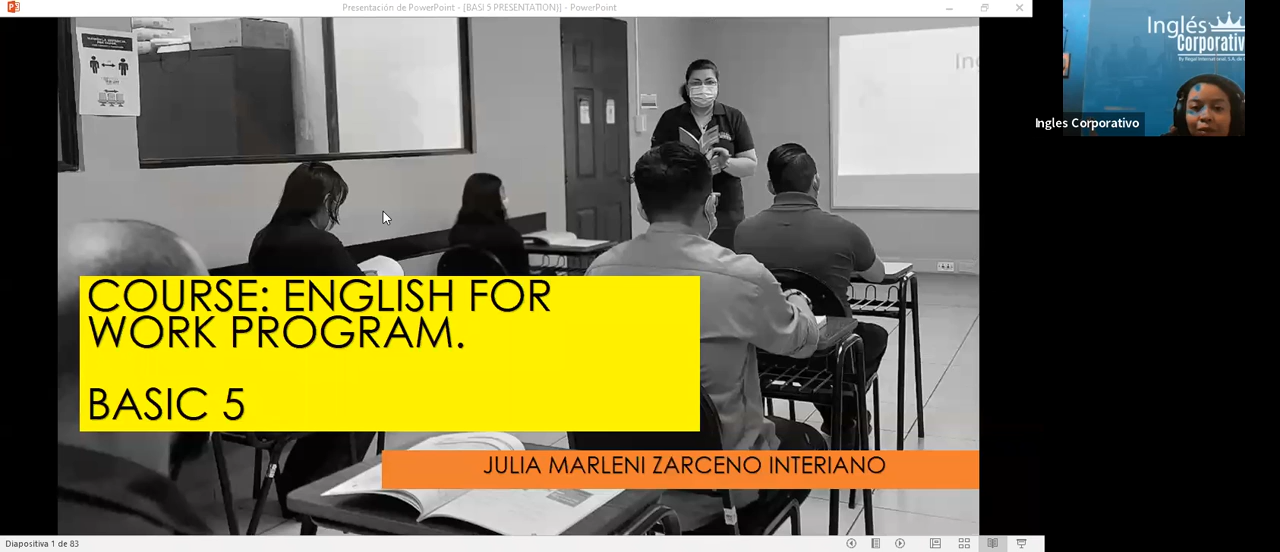 Presentación de PowerPoint - [BASI 5 PRESENTATION)] - PowerPoint
Inglés
Corporativ
Ingles Corporativo
COURSE: ENGLISH FOR
WORK PROGRAM.
BASIC 5
JULIA MARLENI ZARCENO INTERIANO
Diapositiva 1 de 83